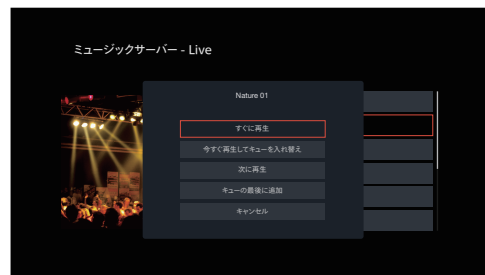 ミュージックサーバー - Live
Nature 01
すぐに再生
今すぐ再生してキューを入れ替え
次に再生
キューの最後に追加
キャンセル